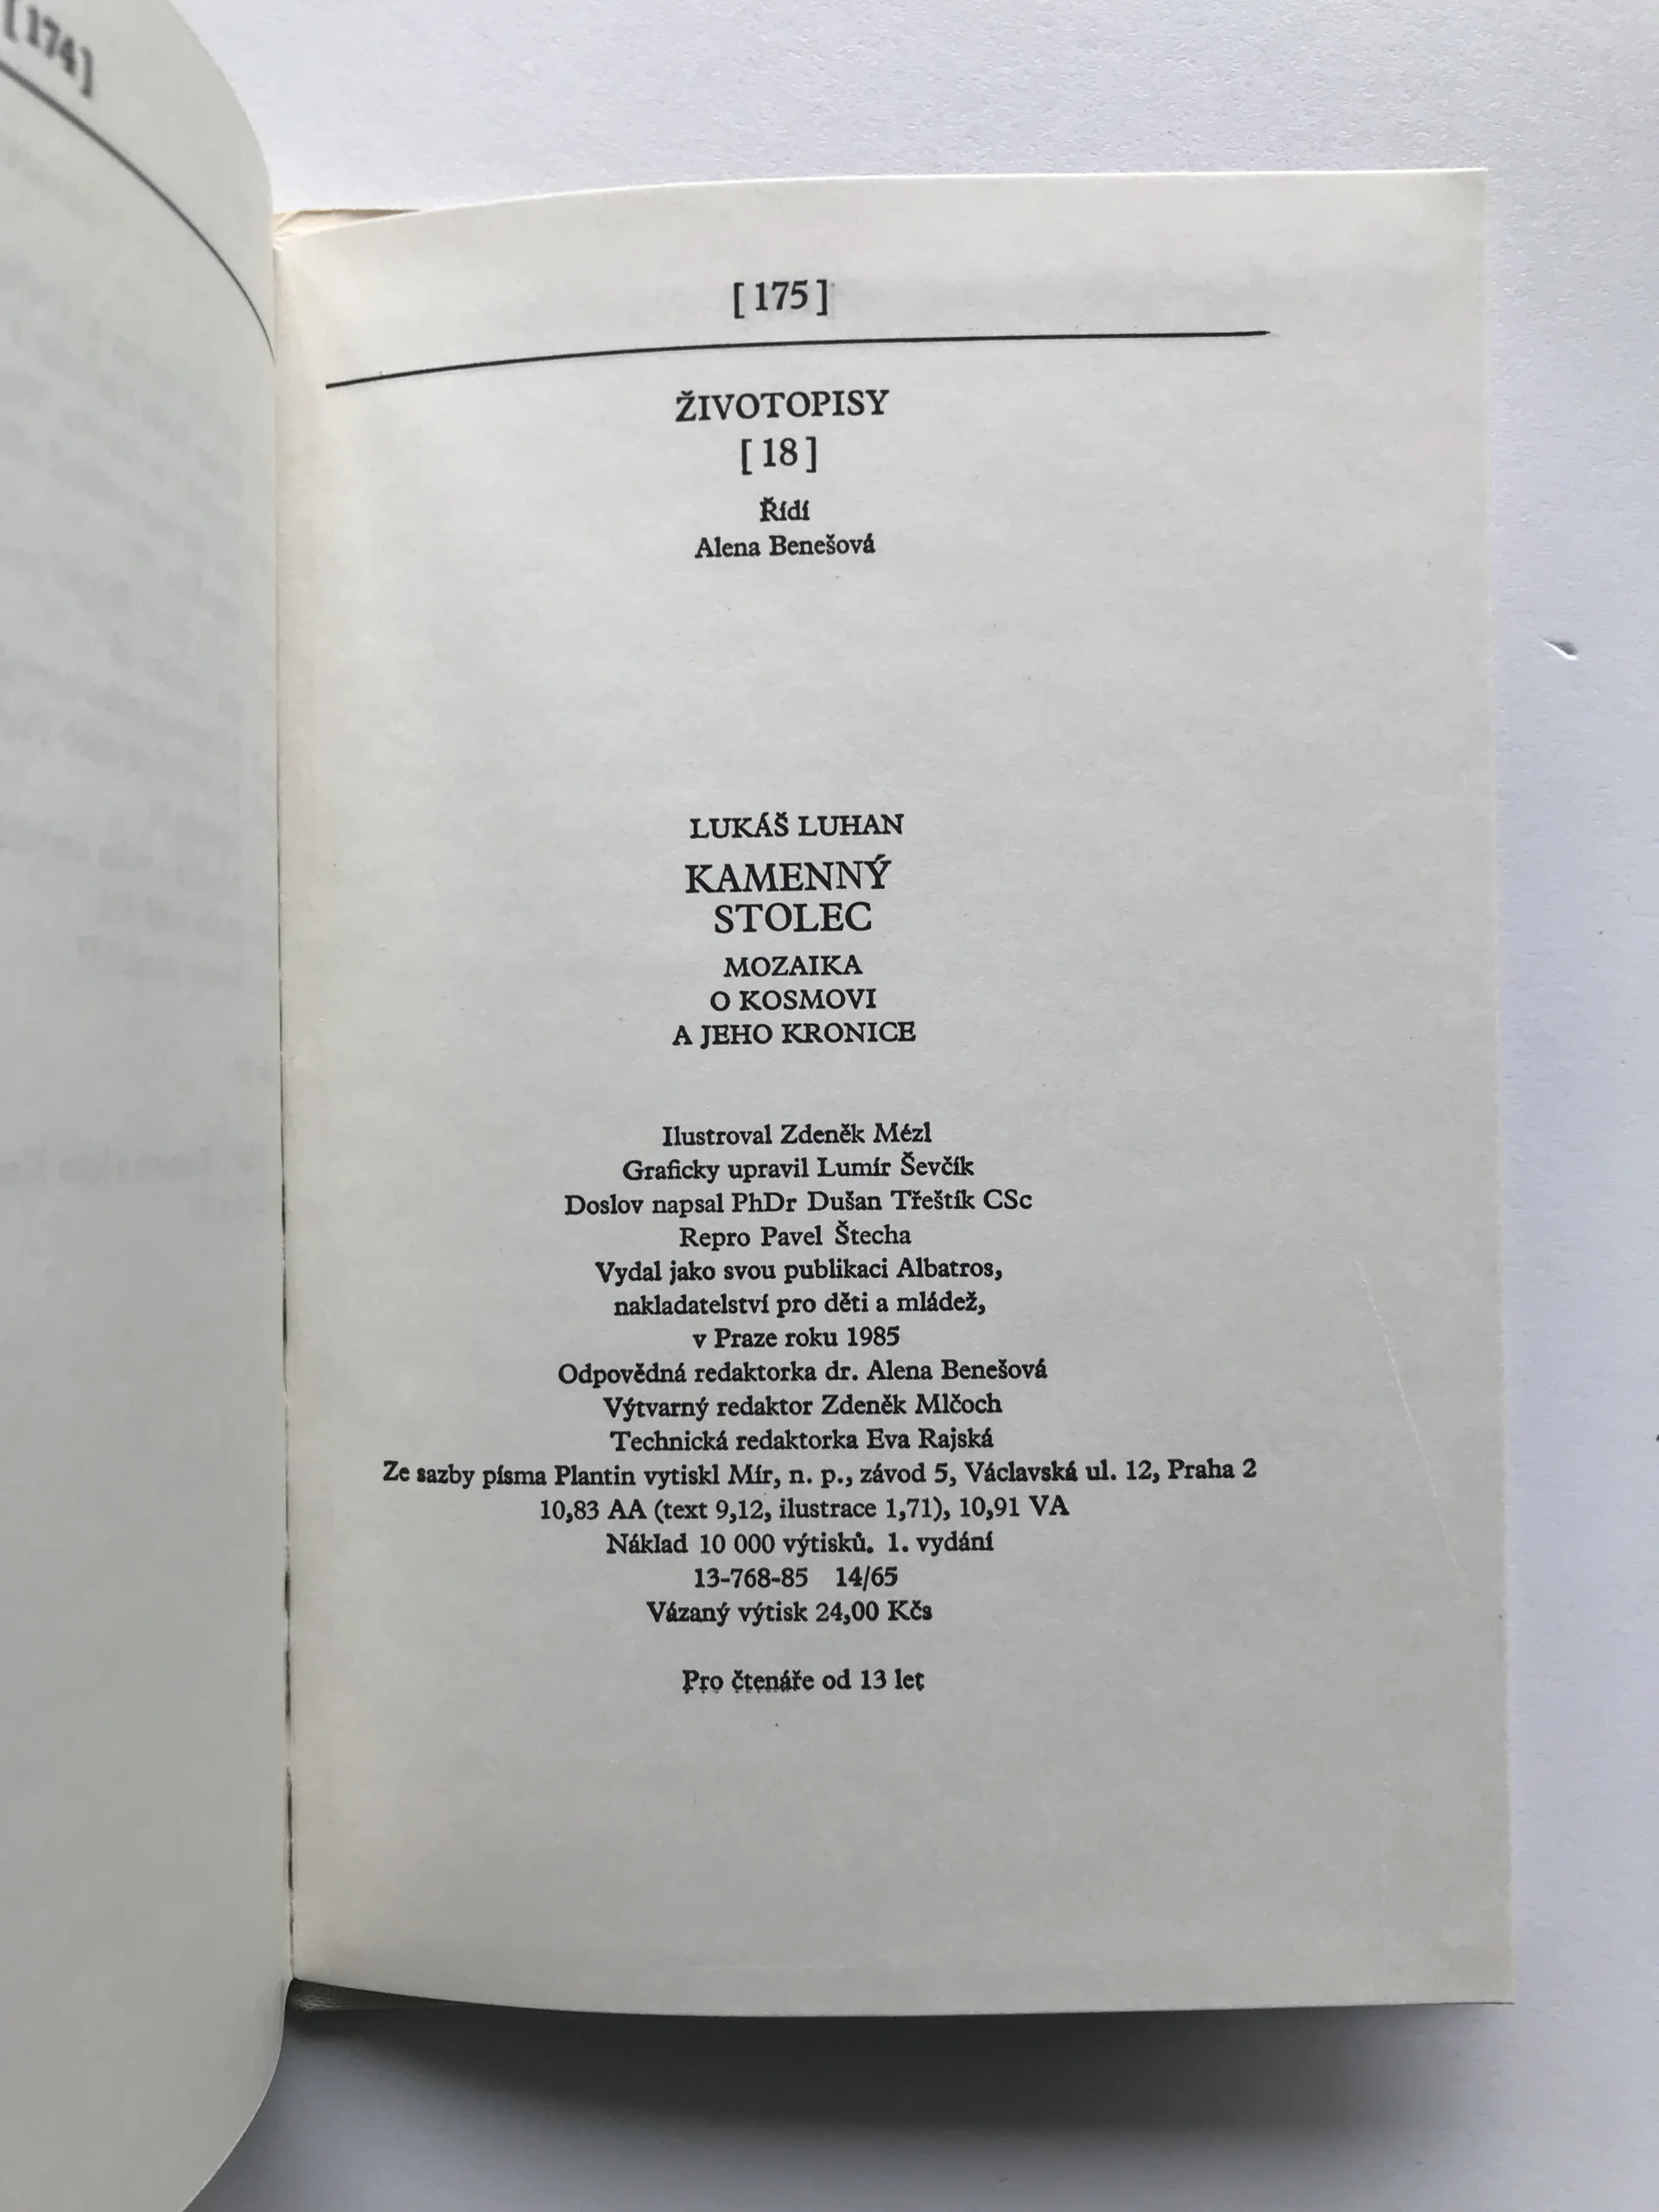 [174]
[175]
ŽIVOTOPISY
[18]
Řídí
Alena Benešová
LUKÁŠ LUHAN
KAMENNÝ
STOLEC
MOZAIKA
O KOSMOVI
A JEHO KRONICE
Ilustroval Zdeněk Mézl
Graficky upravil Lumír Ševčík
Doslov napsal PhDr Dušan Třeštík CSc
Repro Pavel Štecha
Vydal jako svou publikaci Albatros,
nakladatelství pro děti a mládež,
v Praze roku 1985
Odpovědná redaktorka dr. Alena Benešová
Výtvarný redaktor Zdeněk Mlčoch
Technická redaktorka Eva Rajská
Ze sazby písma Plantin vytiskl Mír, n. p., závod 5, Václavská ul. 12, Praha 2
10,83 AA (text 9,12, ilustrace 1,71), 10,91 VA
Náklad 10 000 výtisků. 1. vydání
13-768-85 14/65
Vázaný výtisk 24,00 Kčs
Pro čtenáře od 13 let